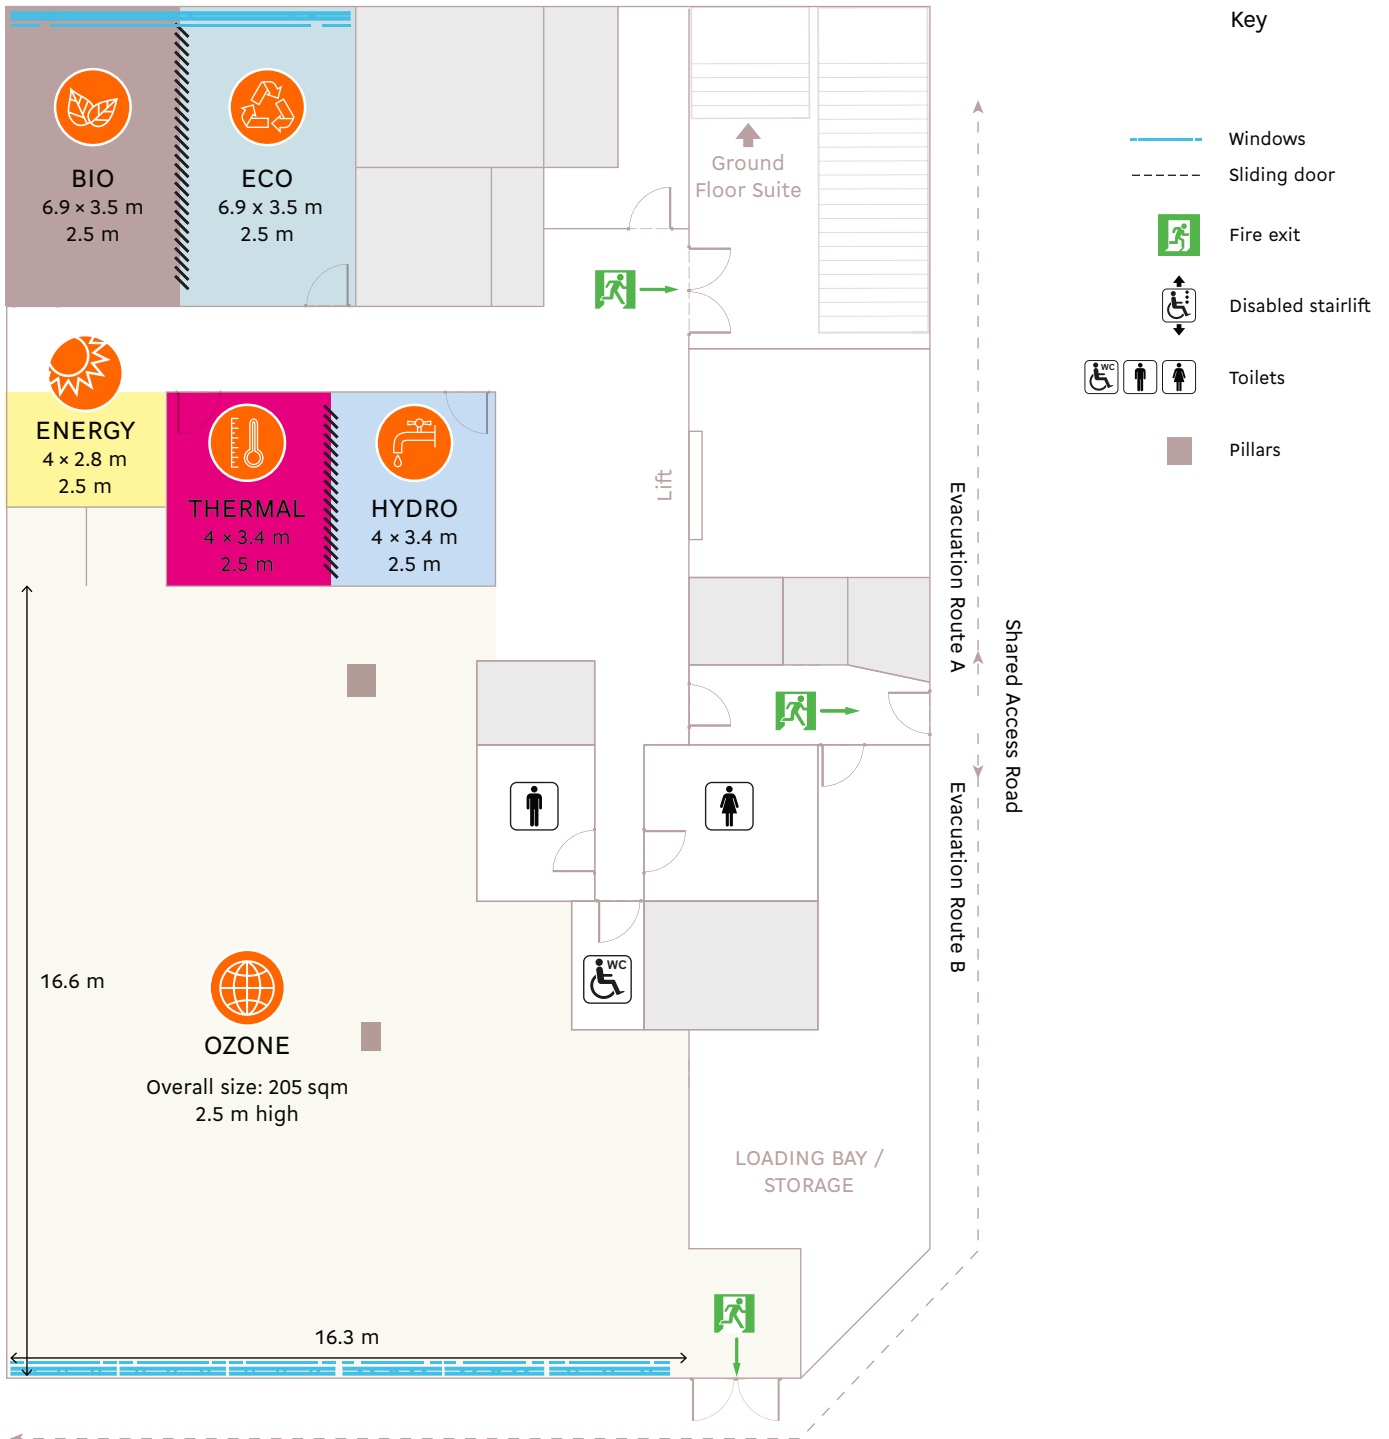 Key
Windows
Sliding door
Fire exit
Disabled stairlift
WC
Toilets
Pillars
BIO
6.9 × 3.5 m
2.5 m
ECO
6.9 x 3.5 m
2.5 m
Ground
Floor Suite
ENERGY
4 × 2.8 m
2.5 m
THERMAL
4 × 3.4 m
2.5 m
HYDRO
4 × 3.4 m
2.5 m
Lift
Evacuation Route A
Shared Access Road
Evacuation Route B
WC
16.6 m
OZONE
Overall size: 205 sqm
2.5 m high
LOADING BAY /
STORAGE
16.3 m